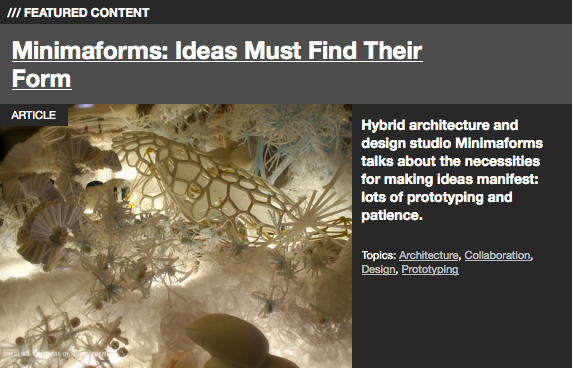 /// FEATURED CONTENT
Minimaforms: Ideas Must Find Their
Form
ARTICLE
Hybrid architecture and
design studio Minimaforms
talks about the necessities
for making ideas manifest:
lots of prototyping and
patience.
Topics: Architecture, Collaboration,
Design, Prototyping